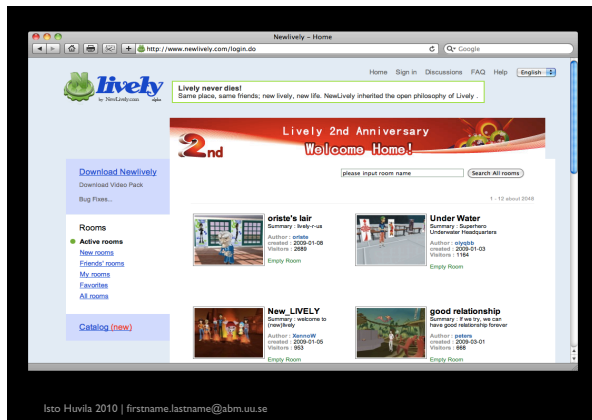 Newlively – Home
http://www.newlively.com/login.do
Google
Home Sign in Discussions FAQ Help English
lively
by NewLively.com alpha
Lively never dies!
Same place, same friends; new lively, new life. NewLively inherited the open philosophy of Lively .
2nd
Lively 2nd Anniversary
Welcome Home!
Download Newlively
Download Video Pack
Bug Fixes...
please input room name
Search All rooms
1 - 12 about 2048
Rooms
Active rooms
New rooms
Friends' rooms
My rooms
Favorites
All rooms
Catalog (new)
oriste's lair
Summary : lively-r-us
Author : oriste
created : 2009-01-08
Visitors : 2689
Empty Room
Under Water
Summary : Superhero
Underwater Headquarters
Author : olyqbb
created : 2009-01-03
Visitors : 1164
Empty Room
New_LIVELY
Summary : welcome to
(new)lively
Author : XennoW
created : 2009-01-05
Visitors : 953
Empty Room
good relationship
Summary : if we try, we can
have good relationship forever
Author : peters
created : 2009-03-01
Visitors : 668
Empty Room
Isto Huvila 2010 | firstname.lastname@abm.uu.se